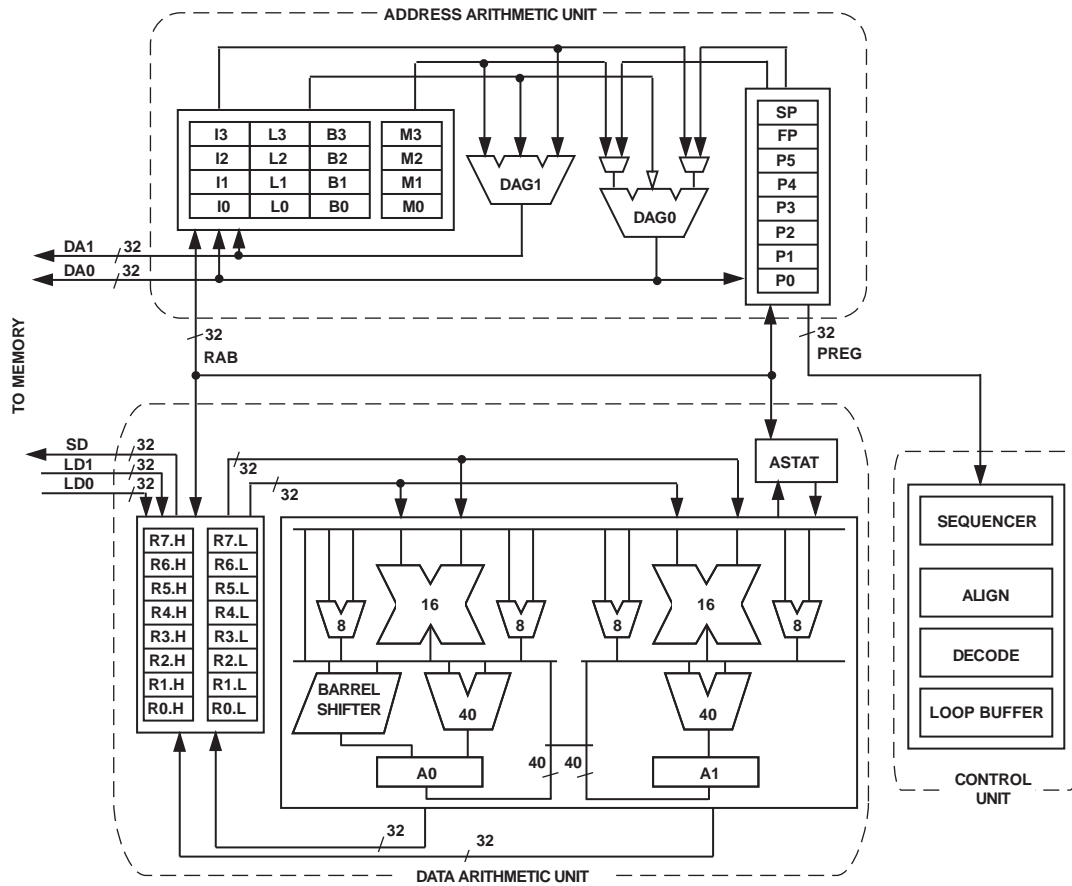 ADDRESS ARITHMETIC UNIT
SP
FP
P5
P4
P3
P2
P1
P0
I3 L3 B3 M3
I2 L2 B2 M2
I1 L1 B1 M1
I0 L0 B0 M0
DAG1
DAG0
DA1 32
DA0 32
32
RAB
32
PREG
TO MEMORY
SD 32
LD1 32
LD0 32
32
32
ASTAT
R7.H R7.L
R6.H R6.L
R5.H R5.L
R4.H R4.L
R3.H R3.L
R2.H R2.L
R1.H R1.L
R0.H R0.L
8 16 8 8 16 8
BARREL
SHIFTER
40 40
A0 40 40 A1
32
32
DATA ARITHMETIC UNIT
SEQUENCER
ALIGN
DECODE
LOOP BUFFER
CONTROL
UNIT